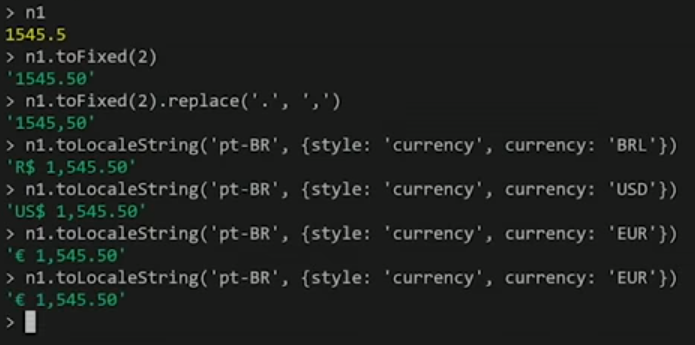 > n1
1545.5
> n1.toFixed(2)
'1545.50'
> n1.toFixed(2).replace('.', ',')
'1545,50'
> n1.toLocaleString('pt-BR', {style: 'currency', currency: 'BRL'})
'R$ 1,545.50'
> n1.toLocaleString('pt-BR', {style: 'currency', currency: 'USD'})
'US$ 1,545.50'
> n1.toLocaleString('pt-BR', {style: 'currency', currency: 'EUR'})
'€ 1,545.50'
> n1.toLocaleString('pt-BR', {style: 'currency', currency: 'EUR'})
'€ 1,545.50'
>